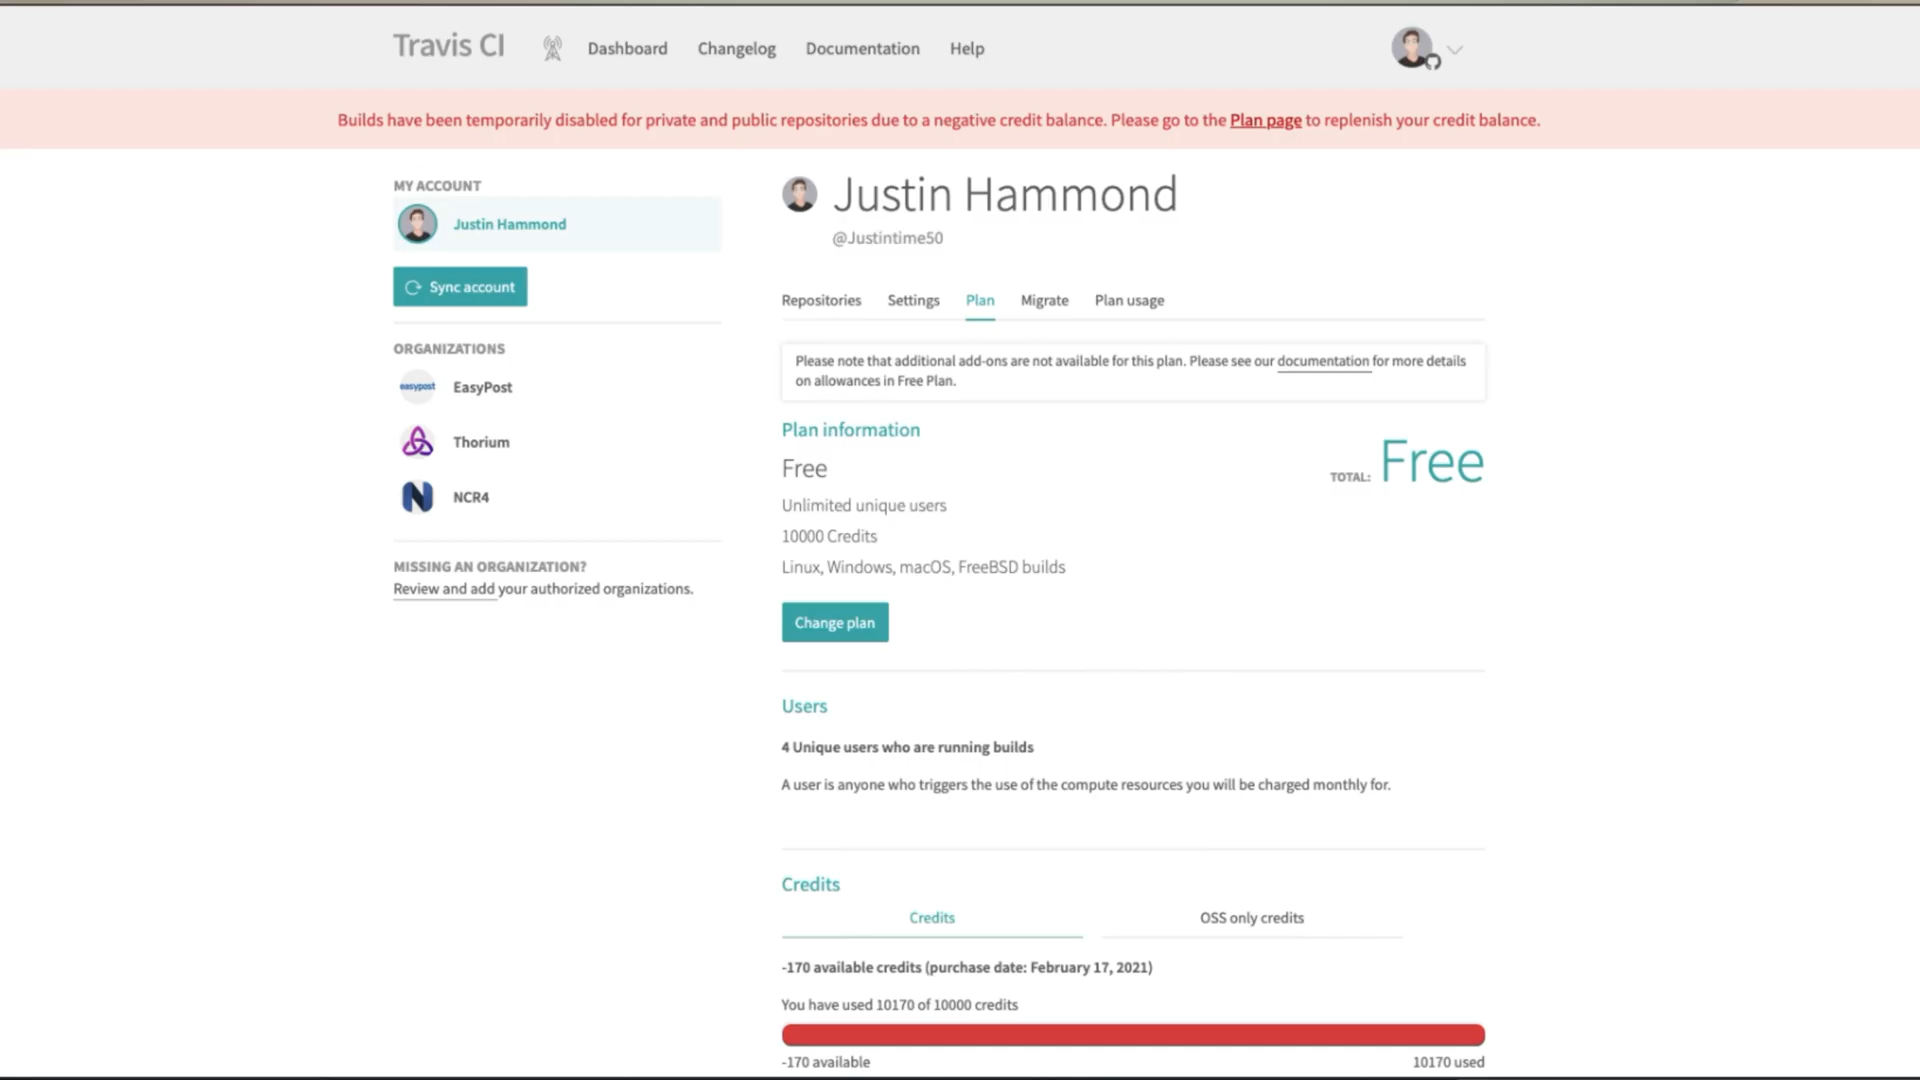 Travis CI
Dashboard
Changelog
Documentation
Help
Builds have been temporarily disabled for private and public repositories due to a negative credit balance. Please go to the Plan page to replenish your credit balance.
MY ACCOUNT
Justin Hammond
Sync account
ORGANIZATIONS
easypost
EasyPost
Thorium
NCR4
MISSING AN ORGANIZATION?
Review and add your authorized organizations.
Justin Hammond
@Justintime50
Repositories
Settings
Plan
Migrate
Plan usage
Please note that additional add-ons are not available for this plan. Please see our documentation for more details
on allowances in Free Plan.
Plan information
Free
TOTAL: Free
Unlimited unique users
10000 Credits
Linux, Windows, macOS, FreeBSD builds
Change plan
Users
4 Unique users who are running builds
A user is anyone who triggers the use of the compute resources you will be charged monthly for.
Credits
Credits
OSS only credits
-170 available credits (purchase date: February 17, 2021)
You have used 10170 of 10000 credits
-170 available
10170 used